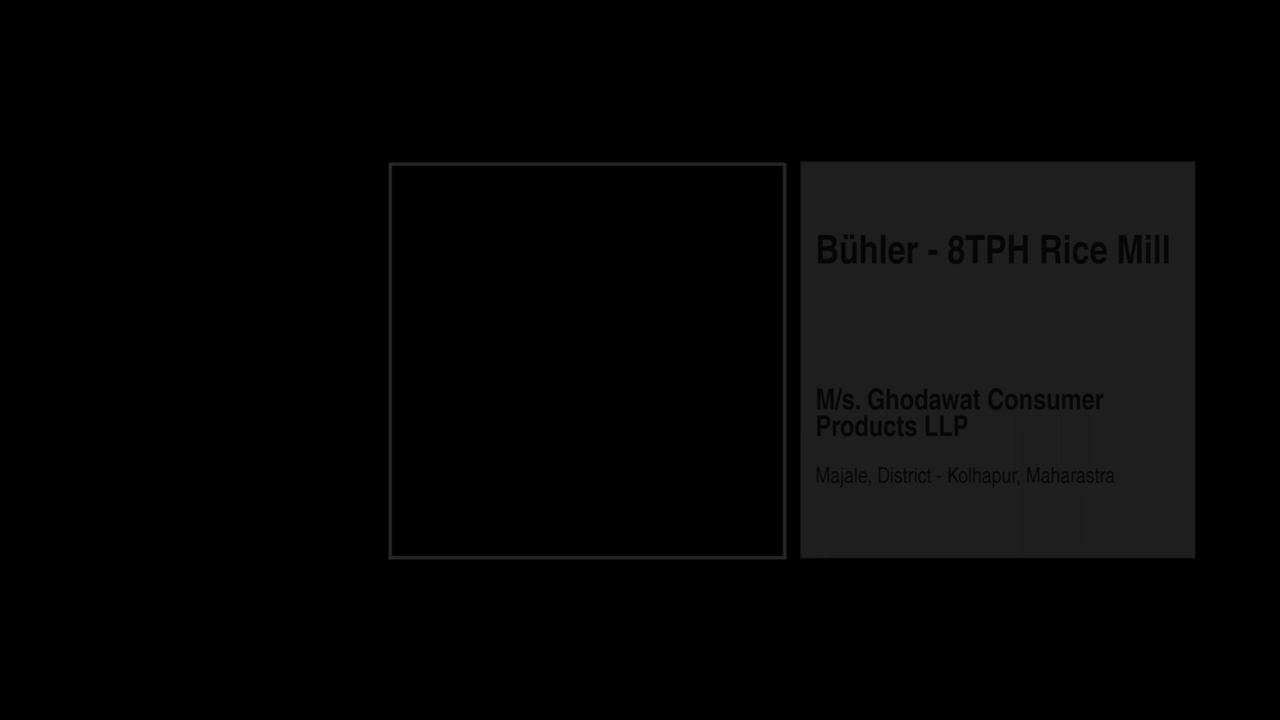 Bühler - 8TPH Rice Mill
M/s. Ghodawat Consumer
Products LLP
Majale, District - Kolhapur, Maharastra